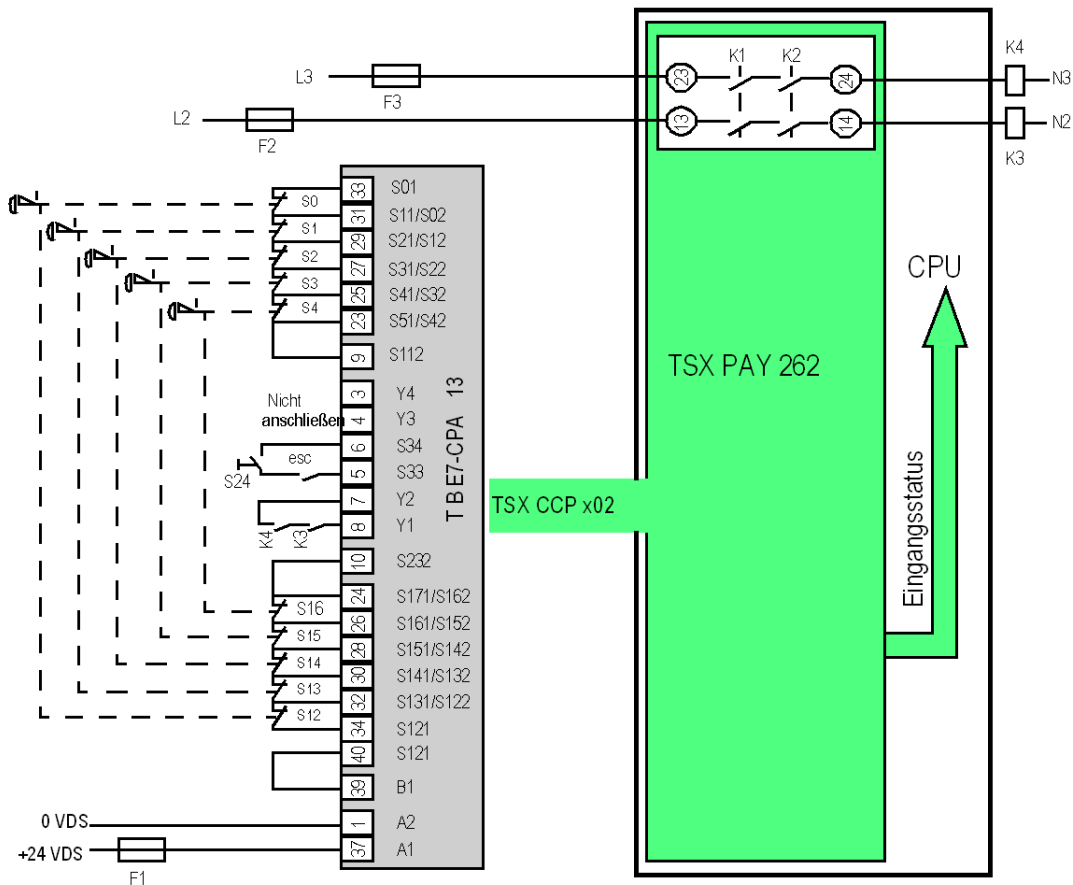 K4
K1 K2
L3 23 24 N3
F3
L2 13 14 N2
F2
K3
33 S01
S0
31 S11/S02
S1
29 S21/S12
S2
27 S31/S22
S3
25 S41/S32
S4
23 S51/S42
9 S112
3 Y4
Nicht
anschließen
4 Y3
6 S34
esc
S24
5 S33
7 Y2
K4 K3
8 Y1
10 S232
24 S171/S162
S16
26 S161/S152
S15
28 S151/S142
S14
30 S141/S132
S13
32 S131/S122
S12
34 S121
40 S121
39 B1
0 VDS 1 A2
+24 VDS 37 A1
F1
TBE7-CPA 13
TSX CCP x02
TSX PAY 262
CPU
Eingangsstatus